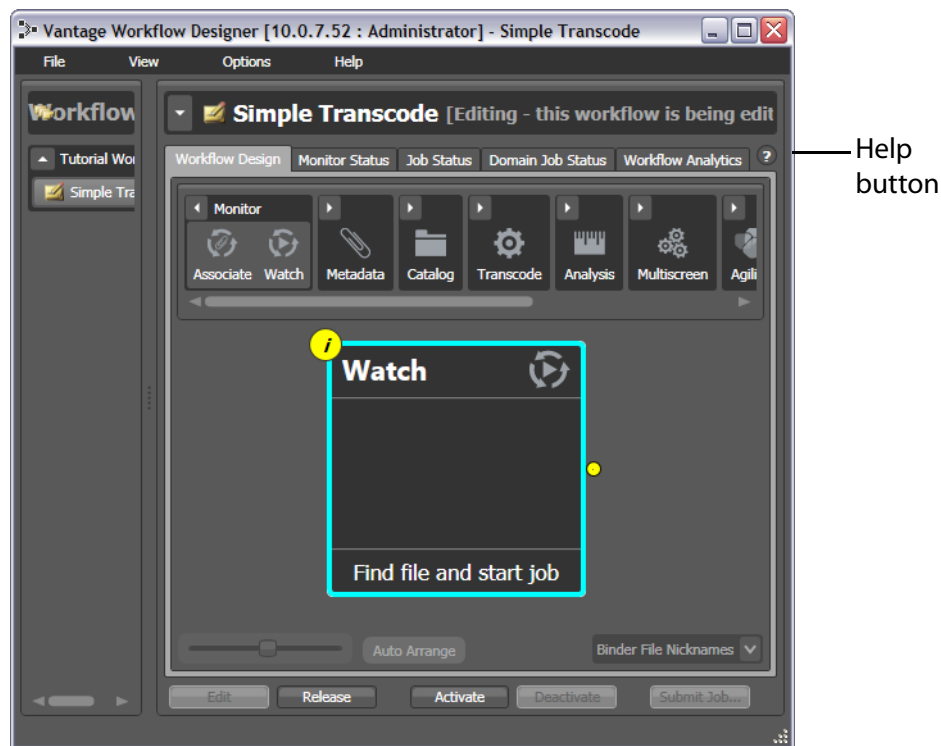 Vantage Workflow Designer [10.0.7.52 : Administrator] - Simple Transcode
File View Options Help
Workflow
Simple Transcode [Editing - this workflow is being edit
Help
button
Tutorial Wor
Workflow Design Monitor Status Job Status Domain Job Status Workflow Analytics ?
Simple Tra
Monitor
Associate Watch Metadata Catalog Transcode Analysis Multiscreen Agili
i
Watch
Find file and start job
Auto Arrange Binder File Nicknames
Edit Release Activate Deactivate Submit Job...